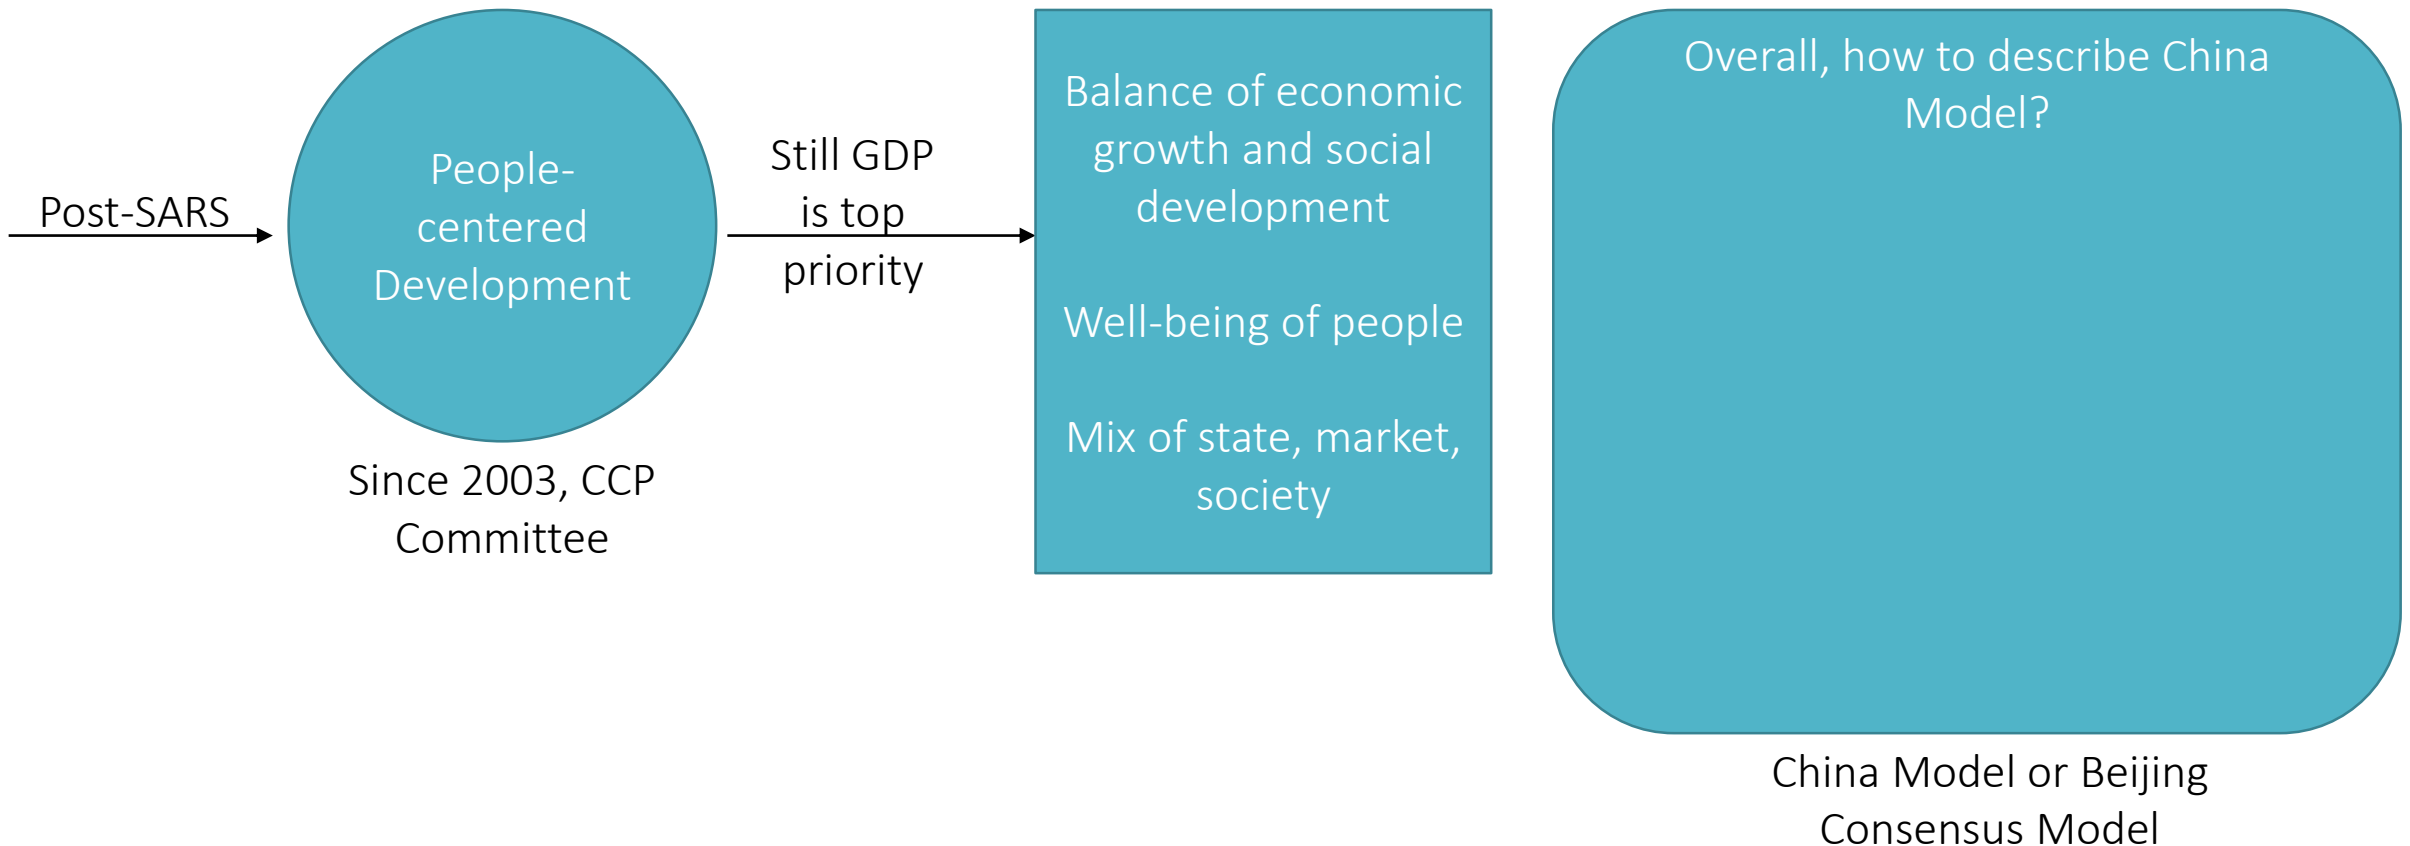 Post-SARS
People-
centered
Development
Since 2003, CCP
Committee
Still GDP
is top
priority
Balance of economic
growth and social
development
Well-being of people
Mix of state, market,
society
Overall, how to describe China
Model?
China Model or Beijing
Consensus Model